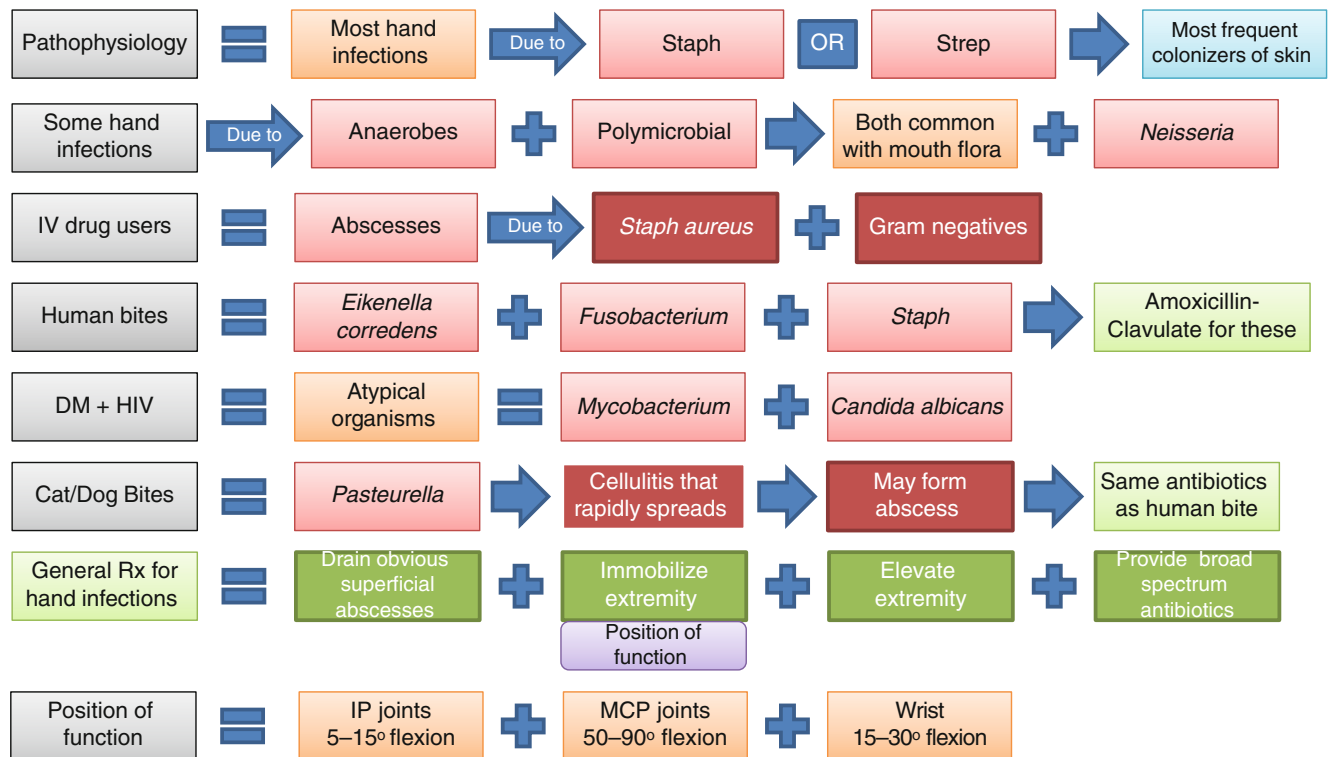 Pathophysiology
Most hand
infections
Due to
Staph
OR
Strep
Most frequent
colonizers of skin
Some hand
infections
Due to
Anaerobes
Polymicrobial
Both common
with mouth flora
Neisseria
IV drug users
Abscesses
Due to
Staph aureus
Gram negatives
Human bites
Eikenella
corredens
Fusobacterium
Staph
Amoxicillin-
Clavulate for these
DM + HIV
Atypical
organisms
Mycobacterium
Candida albicans
Cat/Dog Bites
Pasteurella
Cellulitis that
rapidly spreads
May form
abscess
Same antibiotics
as human bite
General Rx for
hand infections
Drain obvious
superficial
abscesses
Immobilize
extremity
Position of
function
Elevate
extremity
Provide broad
spectrum
antibiotics
Position of
function
IP joints
5–15º flexion
MCP joints
50–90º flexion
Wrist
15–30º flexion